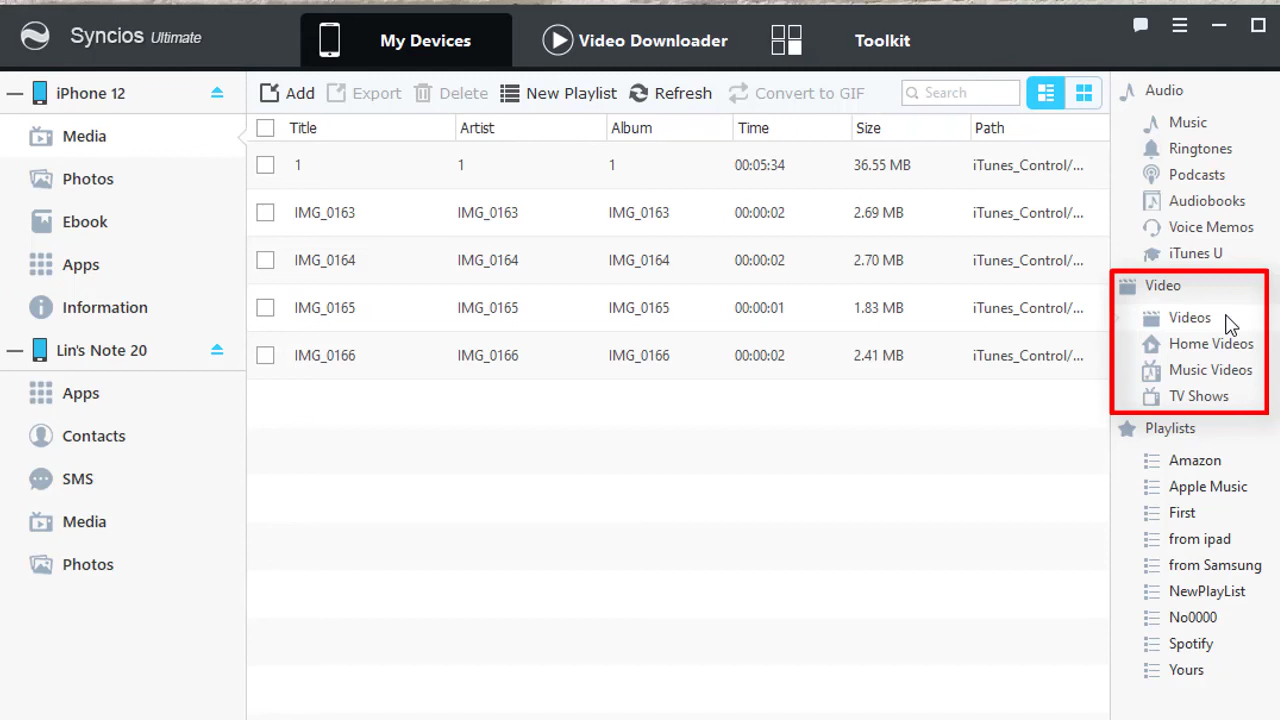 Syncios Ultimate
My Devices
Video Downloader
Toolkit
iPhone 12
Media
Photos
Ebook
Apps
Information
Lin's Note 20
Apps
Contacts
SMS
Media
Photos
Add Export Delete New Playlist Refresh Convert to GIF Search
Title Artist Album Time Size Path
1 1 1 00:05:34 36.55 MB iTunes_Control/...
IMG_0163 IMG_0163 IMG_0163 00:00:02 2.69 MB iTunes_Control/...
IMG_0164 IMG_0164 IMG_0164 00:00:02 2.70 MB iTunes_Control/...
IMG_0165 IMG_0165 IMG_0165 00:00:01 1.83 MB iTunes_Control/...
IMG_0166 IMG_0166 IMG_0166 00:00:02 2.41 MB iTunes_Control/...
Audio
Music
Ringtones
Podcasts
Audiobooks
Voice Memos
iTunes U
Video
Videos
Home Videos
Music Videos
TV Shows
Playlists
Amazon
Apple Music
First
from ipad
from Samsung
NewPlayList
No0000
Spotify
Yours